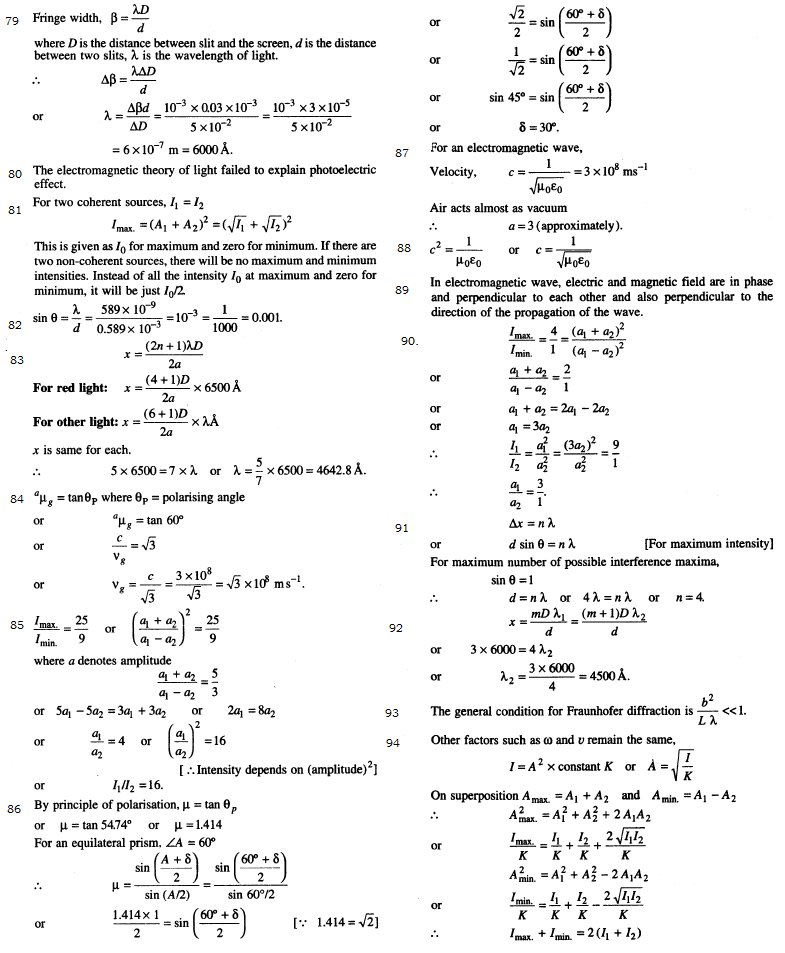 79 Fringe width, β = λD/d
where D is the distance between slit and the screen, d is the distance
between two slits, λ is the wavelength of light.
∴ Δβ = λΔD/d
or λ = Δβd/ΔD = 10⁻³ × 0.03 × 10⁻³/5 × 10⁻² = 10⁻³ × 3 × 10⁻⁵/5 × 10⁻²
= 6 × 10⁻⁷ m = 6000 Å.
80 The electromagnetic theory of light failed to explain photoelectric
effect.
81 For two coherent sources, I₁ = I₂
Imax. = (A₁ + A₂)² = (√I₁ + √I₂)²
This is given as I₀ for maximum and zero for minimum. If there are
two non-coherent sources, there will be no maximum and minimum
intensities. Instead of all the intensity I₀ at maximum and zero for
minimum, it will be just I₀/2.
82 sin θ = λ/d = 589 × 10⁻⁹/0.589 × 10⁻³ = 10⁻³ = 1/1000 = 0.001.
83 x = (2n + 1)λD/2a
For red light: x = (4 + 1)D/2a × 6500 Å
For other light: x = (6 + 1)D/2a × λÅ
x is same for each.
∴ 5 × 6500 = 7 × λ or λ = 5/7 × 6500 = 4642.8 Å.
84 ᵃμg = tan θP where θP = polarising angle
or ᵃμg = tan 60°
or c/vg = √3
or vg = c/√3 = 3 × 10⁸/√3 = √3 × 10⁸ m s⁻¹.
85 Imax./Imin. = 25/9 or ((a₁ + a₂)/(a₁ − a₂))² = 25/9
where a denotes amplitude
(a₁ + a₂)/(a₁ − a₂) = 5/3
or 5a₁ − 5a₂ = 3a₁ + 3a₂ or 2a₁ = 8a₂
or a₁/a₂ = 4 or (a₁/a₂)² = 16
[∴ Intensity depends on (amplitude)²]
or I₁/I₂ = 16.
86 By principle of polarisation, μ = tan θp
or μ = tan 54.74° or μ = 1.414
For an equilateral prism, ∠A = 60°
∴ μ = sin((A + δ)/2)/sin (A/2) = sin((60° + δ)/2)/sin 60°/2
or 1.414 × 1/2 = sin((60° + δ)/2) [∵ 1.414 = √2]
or √2/2 = sin((60° + δ)/2)
or 1/√2 = sin((60° + δ)/2)
or sin 45° = sin((60° + δ)/2)
or δ = 30°.
87 For an electromagnetic wave,
Velocity, c = 1/√μ₀ε₀ = 3 × 10⁸ ms⁻¹
Air acts almost as vacuum
∴ a = 3 (approximately).
88 c² = 1/μ₀ε₀ or c = 1/√μ₀ε₀
89 In electromagnetic wave, electric and magnetic field are in phase
and perpendicular to each other and also perpendicular to the
direction of the propagation of the wave.
90. Imax./Imin. = 4/1 = (a₁ + a₂)²/(a₁ − a₂)²
or (a₁ + a₂)/(a₁ − a₂) = 2/1
or a₁ + a₂ = 2a₁ − 2a₂
or a₁ = 3a₂
∴ I₁/I₂ = a₁²/a₂² = (3a₂)²/a₂² = 9/1
∴ a₁/a₂ = 3/1.
91 Δx = n λ
or d sin θ = n λ [For maximum intensity]
For maximum number of possible interference maxima,
sin θ = 1
∴ d = n λ or 4 λ = n λ or n = 4.
92 x = mD λ₁/d = (m + 1)D λ₂/d
or 3 × 6000 = 4 λ₂
or λ₂ = 3 × 6000/4 = 4500 Å.
93 The general condition for Fraunhofer diffraction is b²/L λ << 1.
94 Other factors such as ω and υ remain the same,
I = A² × constant K or A = √(I/K)
On superposition Amax. = A₁ + A₂ and Amin. = A₁ − A₂
∴ A²max. = A₁² + A₂² + 2 A₁A₂
or Imax./K = I₁/K + I₂/K + 2√I₁I₂/K
A²min. = A₁² + A₂² − 2 A₁A₂
or Imin./K = I₁/K + I₂/K − 2√I₁I₂/K
∴ Imax. + Imin. = 2 (I₁ + I₂)